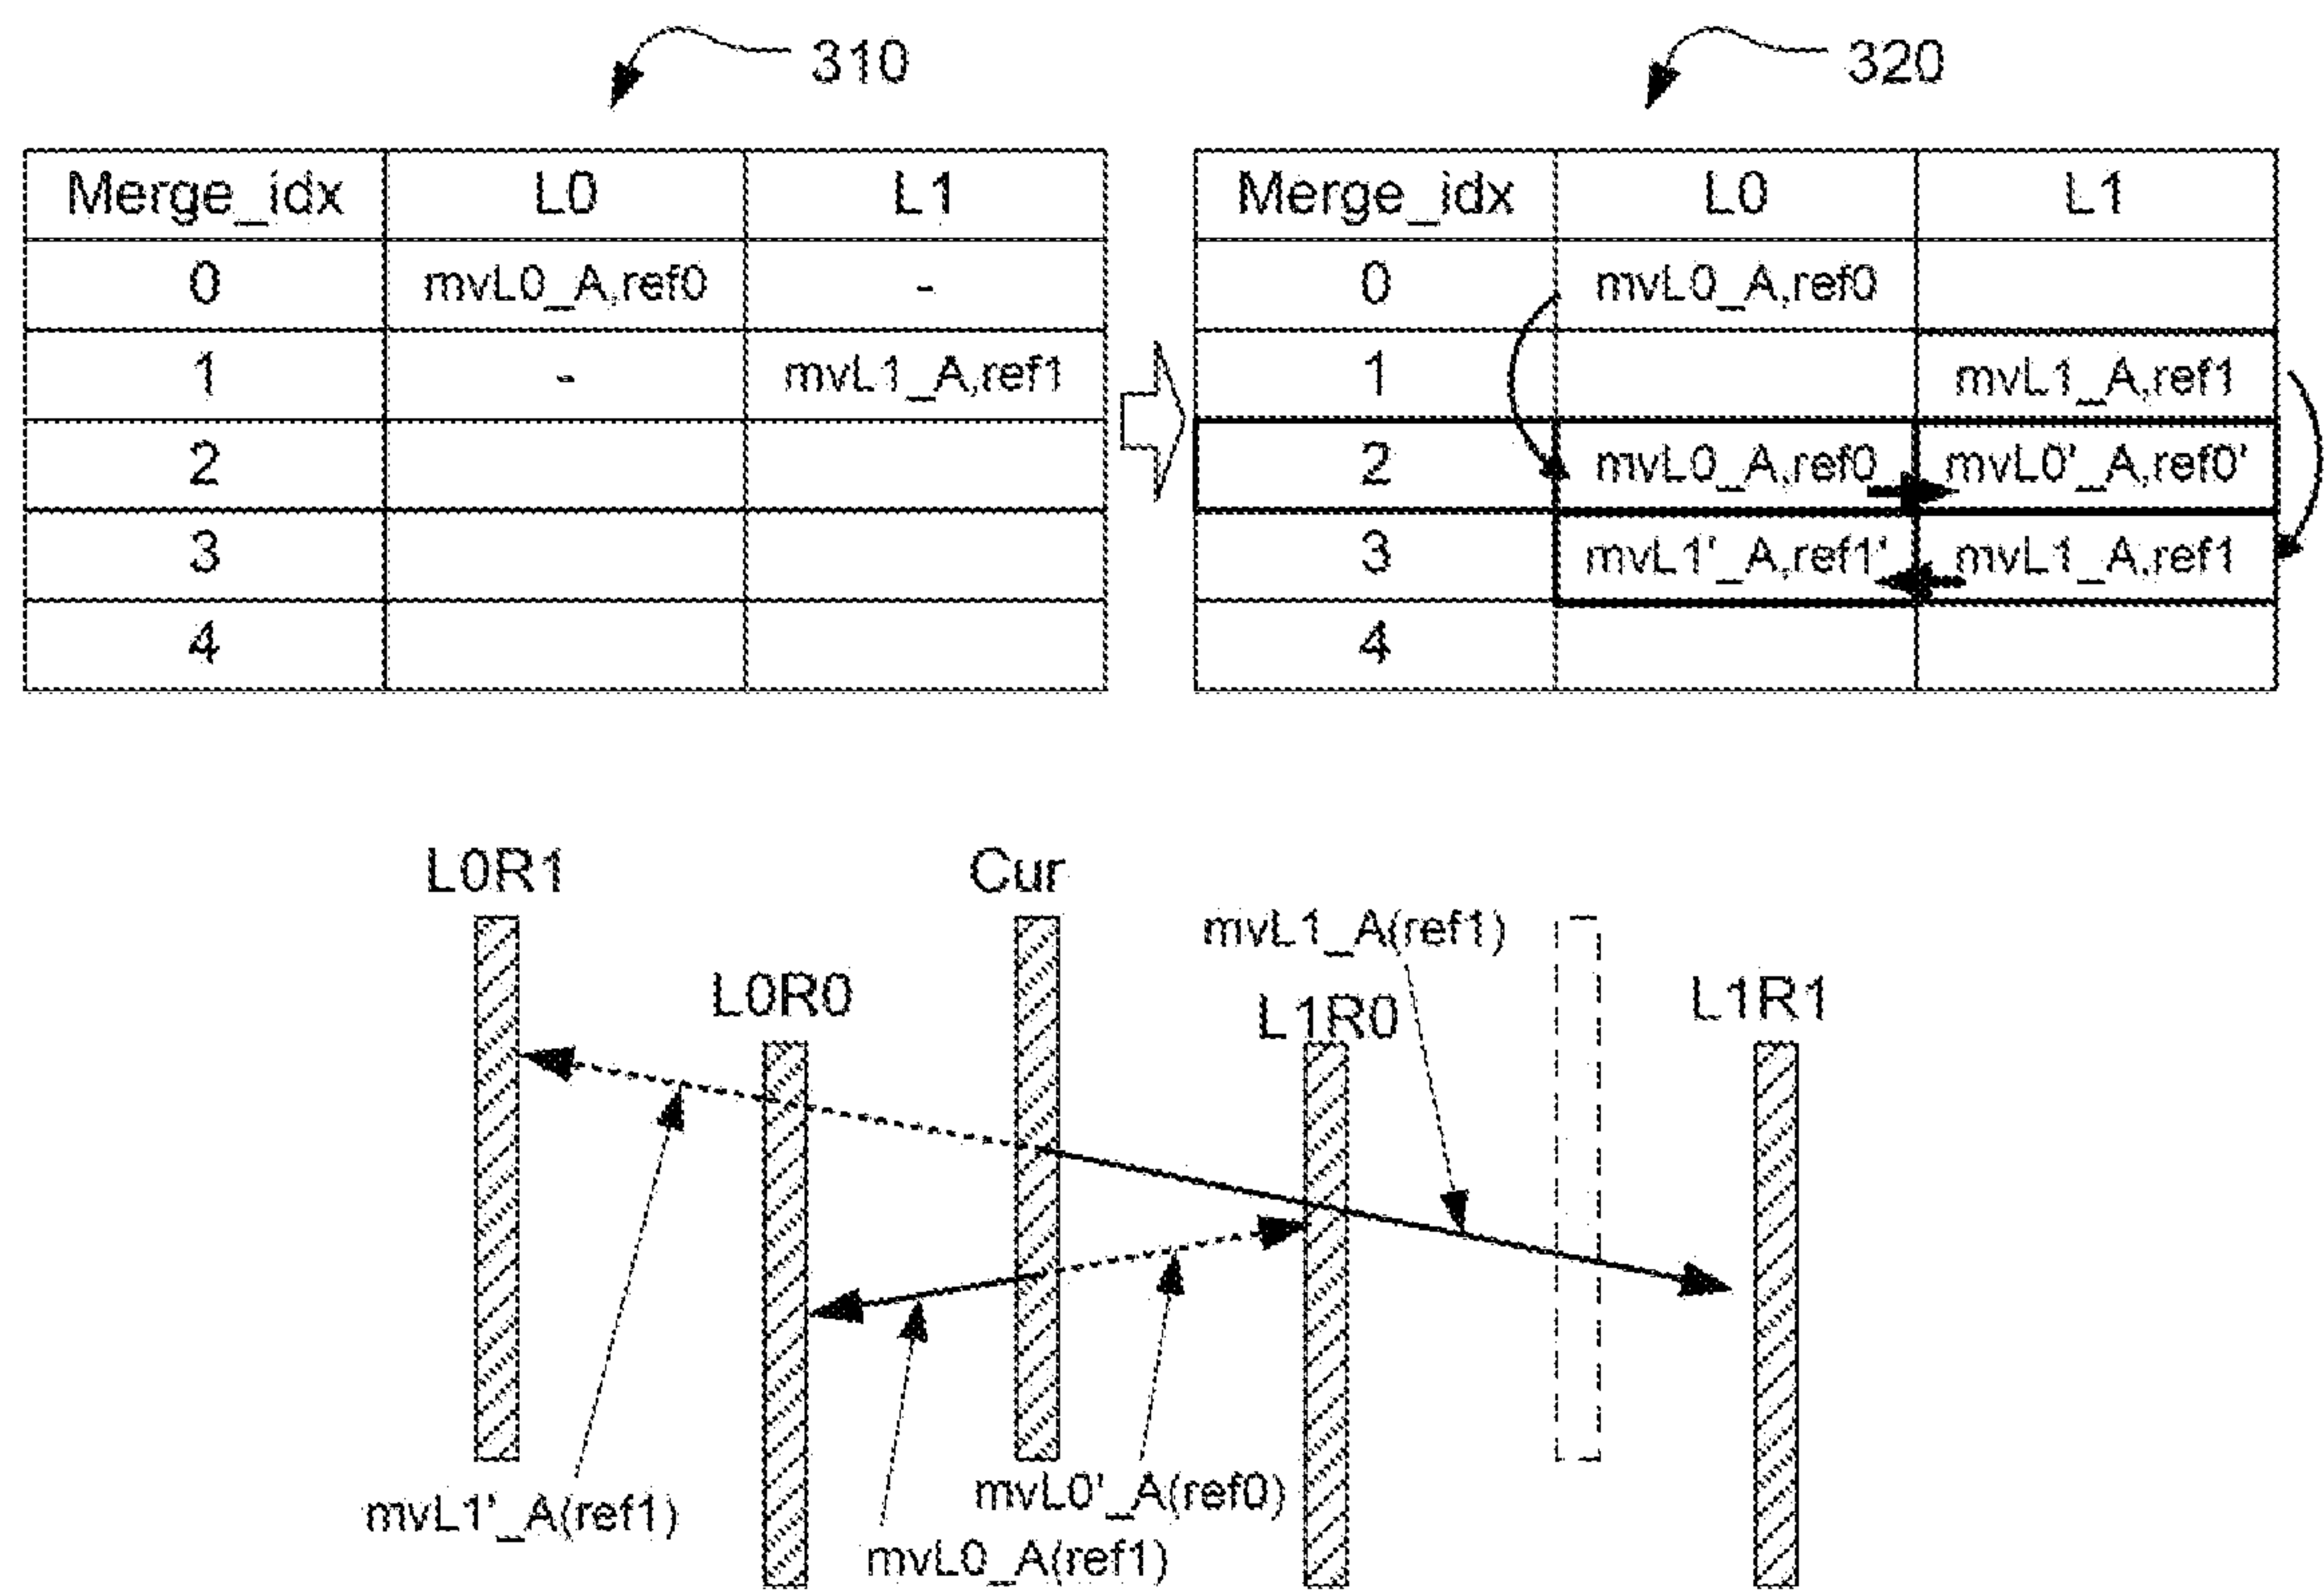 310
320
Merge_idx L0 L1
0 mvL0_A,ref0 -
1 - mvL1_A,ref1
2
3
4
Merge_idx L0 L1
0 mvL0_A,ref0
1 mvL1_A,ref1
2 mvL0_A,ref0 mvL0'_A,ref0'
3 mvL1'_A,ref1' mvL1_A,ref1
4
L0R1
Cur
mvL1_A(ref1)
L0R0
L1R0
L1R1
mvL1'_A(ref1)
mvL0'_A(ref0)
mvL0_A(ref1)